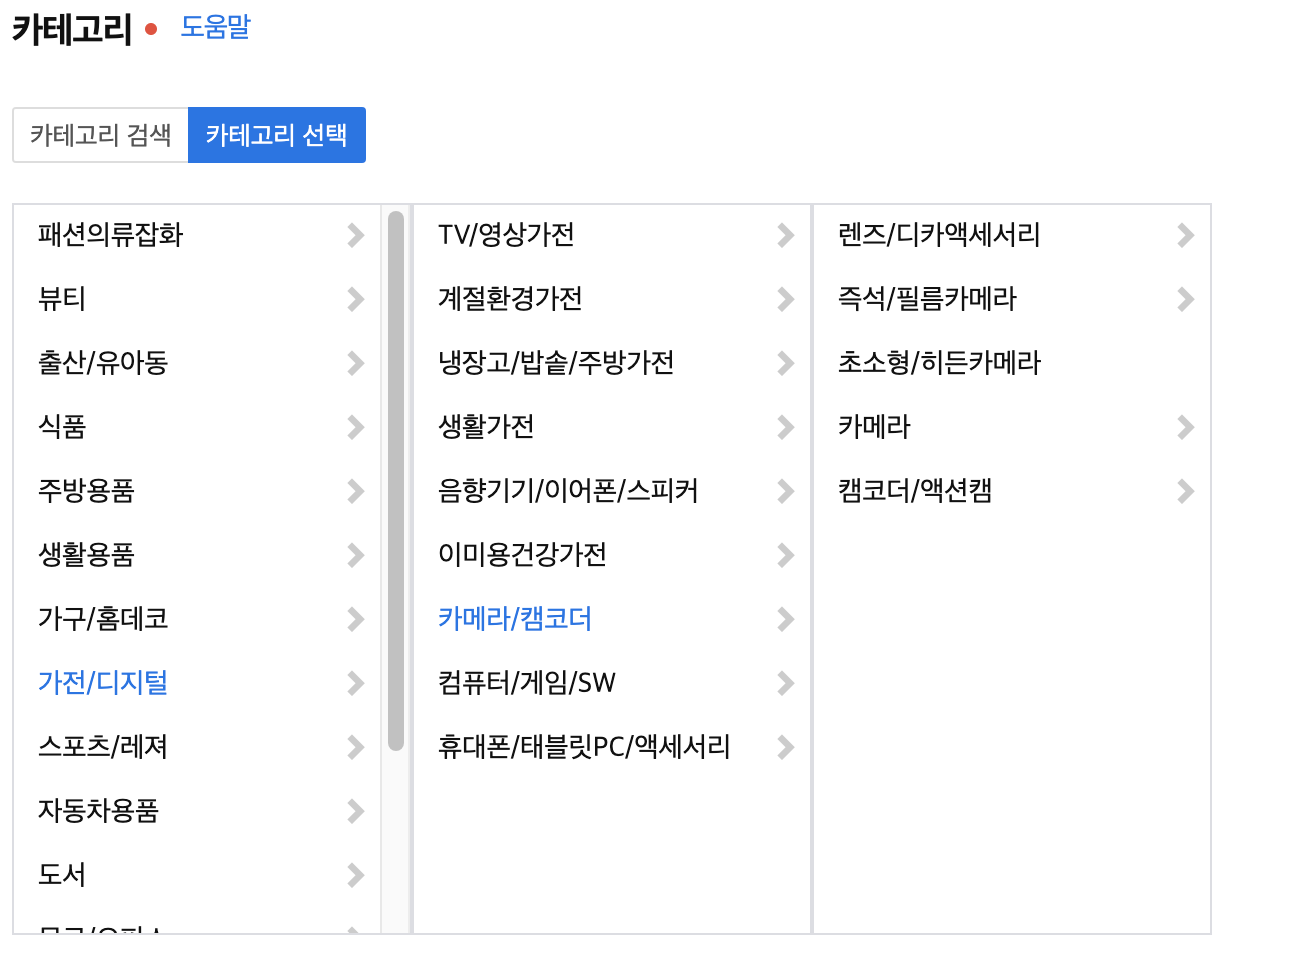 카테고리
도움말
카테고리 검색
카테고리 선택
패션의류잡화
뷰티
출산/유아동
식품
주방용품
생활용품
가구/홈데코
가전/디지털
스포츠/레져
자동차용품
도서
TV/영상가전
계절환경가전
냉장고/밥솥/주방가전
생활가전
음향기기/이어폰/스피커
이미용건강가전
카메라/캠코더
컴퓨터/게임/SW
휴대폰/태블릿PC/액세서리
렌즈/디카액세서리
즉석/필름카메라
초소형/히든카메라
카메라
캠코더/액션캠